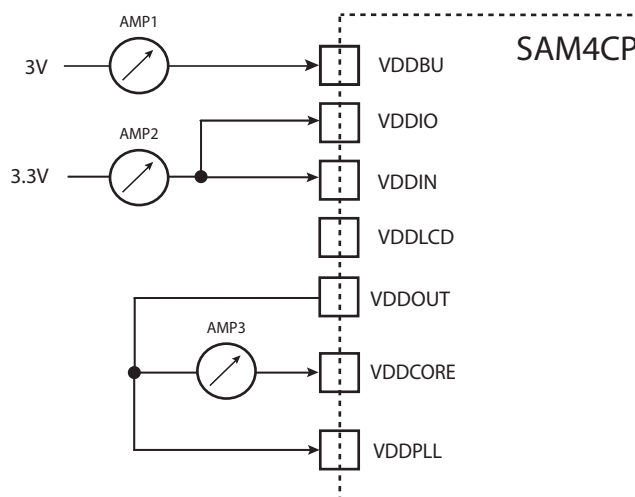 AMP1
SAM4CP
3V
VDDBU
VDDIO
AMP2
3.3V
VDDIN
VDDLCD
VDDOUT
AMP3
VDDCORE
VDDPLL